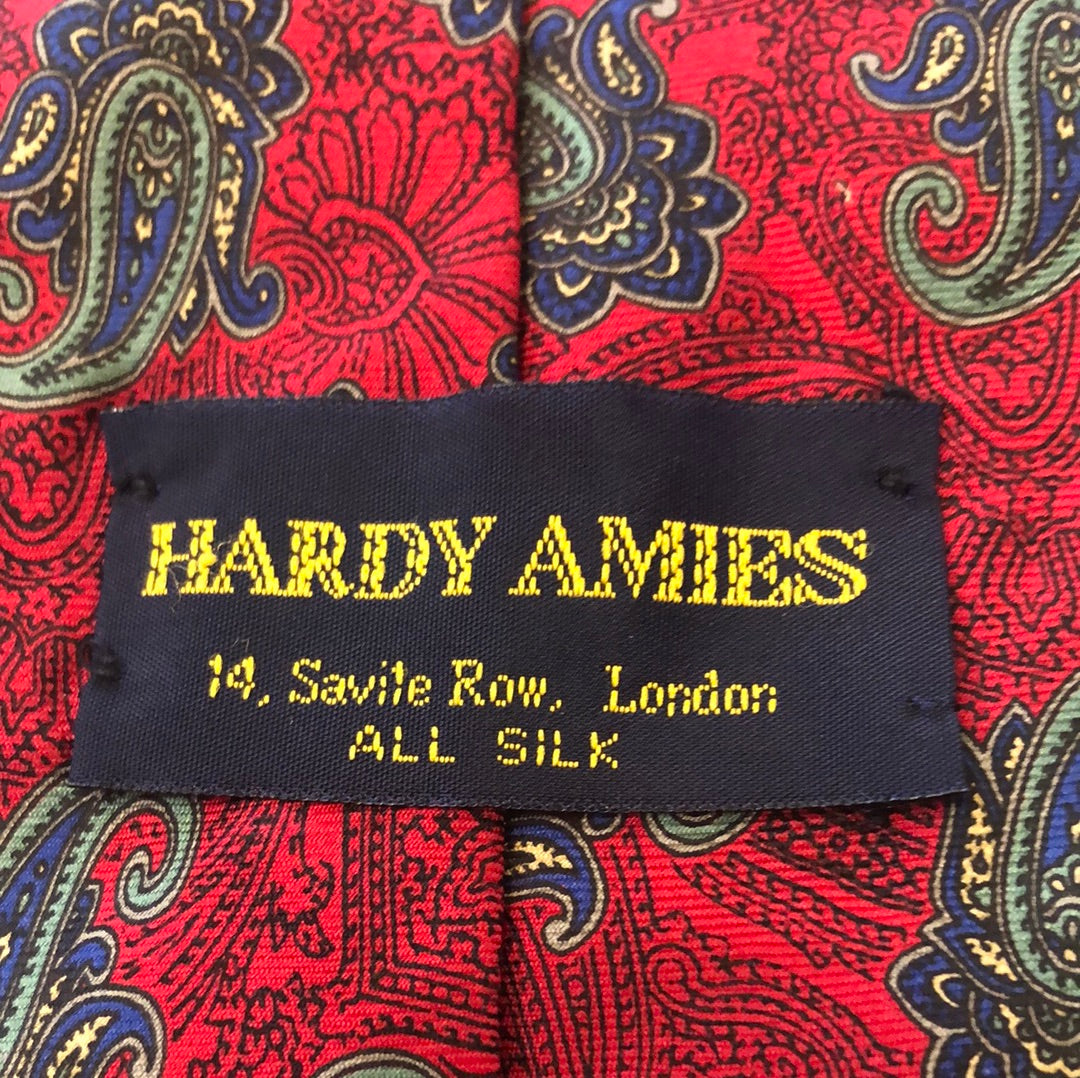 HARDY AMIES
14, Savile Row, London
ALL SILK